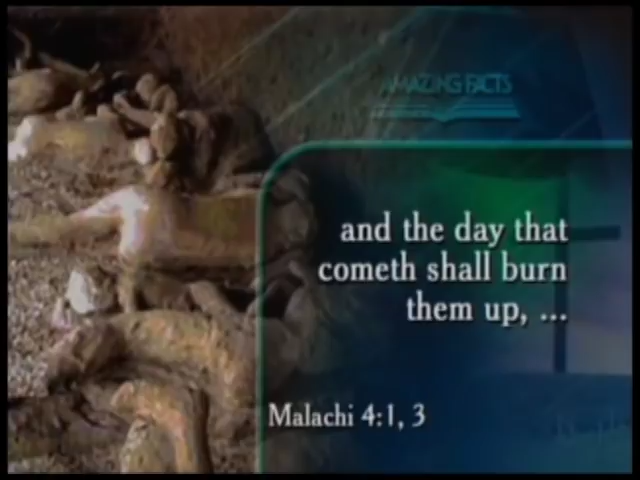 AMAZING FACTS
and the day that
cometh shall burn
them up, ...
Malachi 4:1, 3